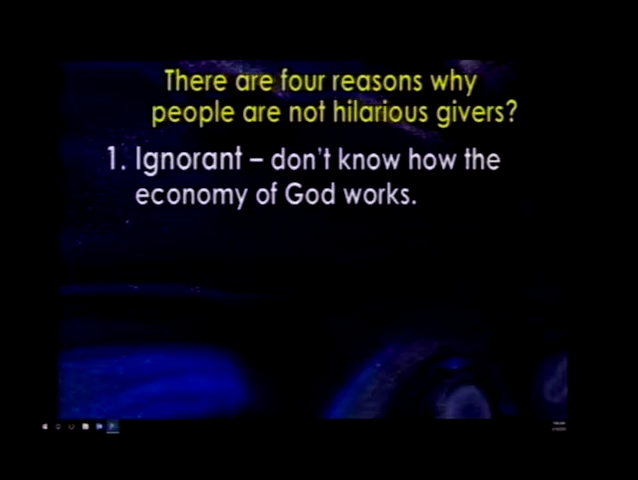 There are four reasons why
people are not hilarious givers?
1. Ignorant – don't know how the
economy of God works.